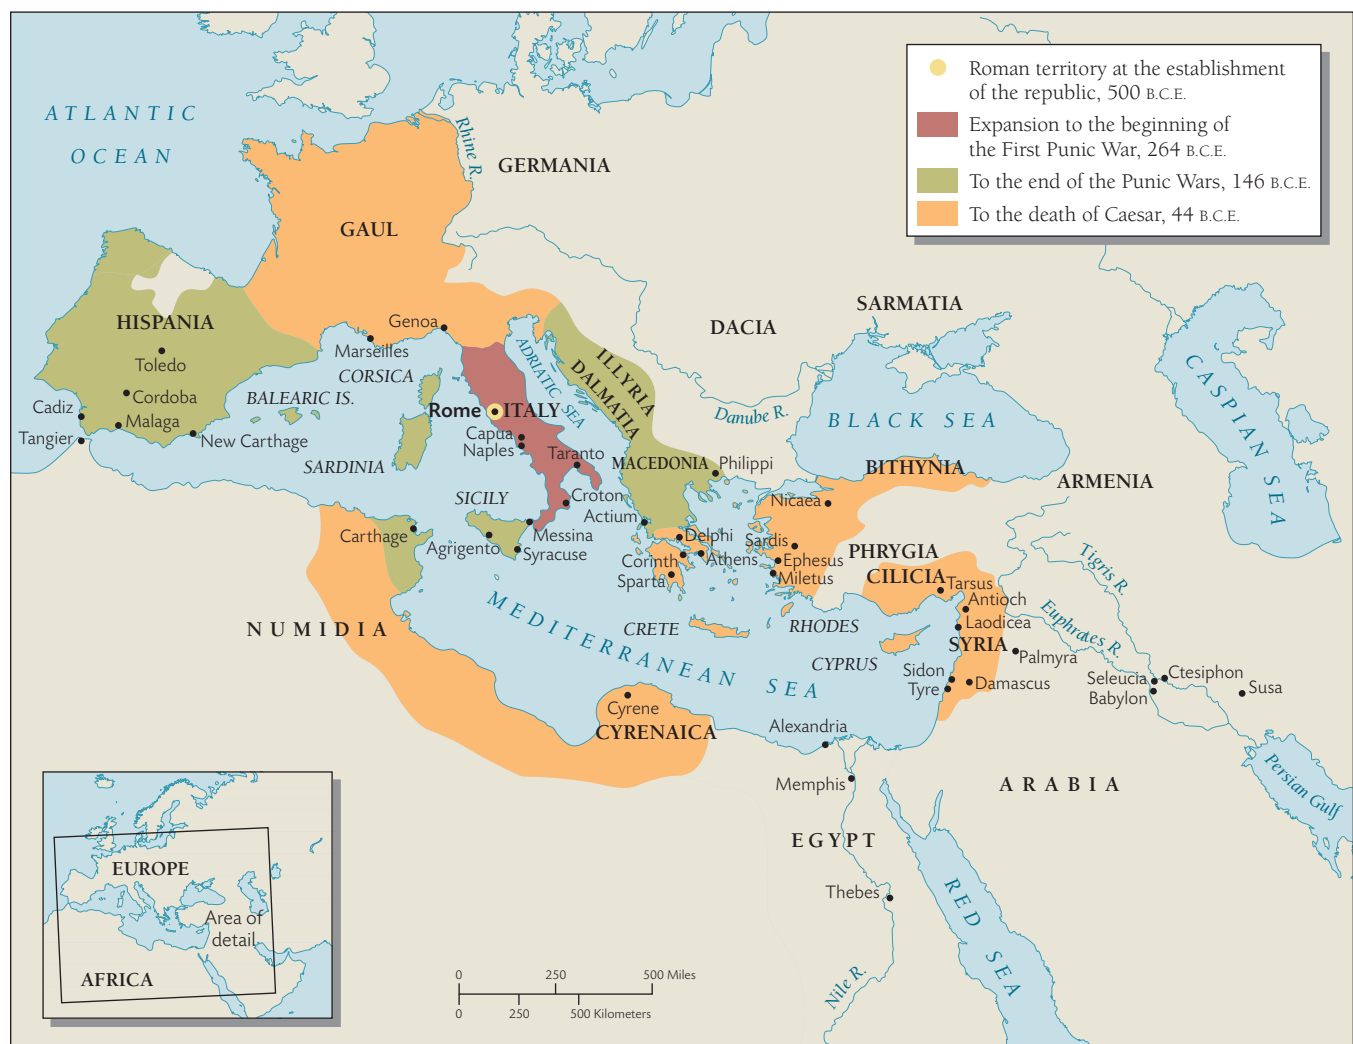 Roman territory at the establishment
of the republic, 500 B.C.E.
Expansion to the beginning of
the First Punic War, 264 B.C.E.
To the end of the Punic Wars, 146 B.C.E.
To the death of Caesar, 44 B.C.E.
ATLANTIC
OCEAN
Rhine R.
GERMANIA
GAUL
SARMATIA
DACIA
HISPANIA
Genoa
Marseilles
Toledo
CORSICA
ADRIATIC SEA
ILLYRIA
DALMATIA
CASPIAN SEA
Cordoba
BALEARIC IS.
Cadiz
Malaga
Tangier
New Carthage
Rome
ITALY
Danube R.
BLACK SEA
Capua
Naples
Taranto
SARDINIA
MACEDONIA
Philippi
BITHYNIA
ARMENIA
SICILY
Croton
Actium
Nicaea
Carthage
Agrigento
Messina
Syracuse
Delphi
Sardis
PHRYGIA
Corinth
Athens
Ephesus
Sparta
Miletus
CILICIA
Tarsus
Tigris R.
Antioch
Laodicea
Euphrates R.
NUMIDIA
MEDITERRANEAN SEA
CRETE
RHODES
CYPRUS
SYRIA
Palmyra
Sidon
Tyre
Damascus
Seleucia
Ctesiphon
Babylon
Susa
Cyrene
CYRENAICA
Alexandria
Memphis
ARABIA
Persian Gulf
EGYPT
Thebes
RED SEA
Nile R.
EUROPE
Area of
detail
AFRICA
0 250 500 Miles
0 250 500 Kilometers